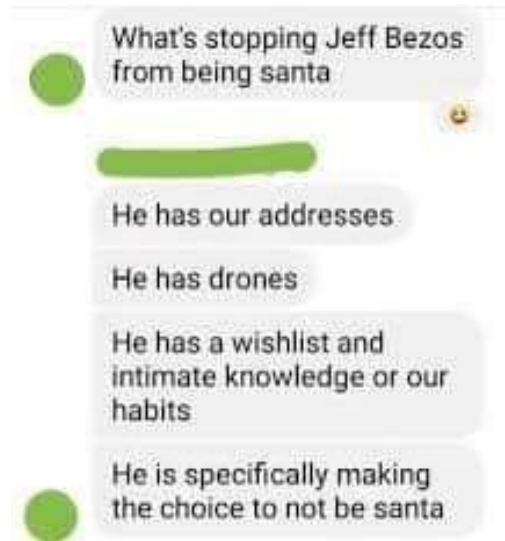 What's stopping Jeff Bezos
from being santa
He has our addresses
He has drones
He has a wishlist and
intimate knowledge or our
habits
He is specifically making
the choice to not be santa